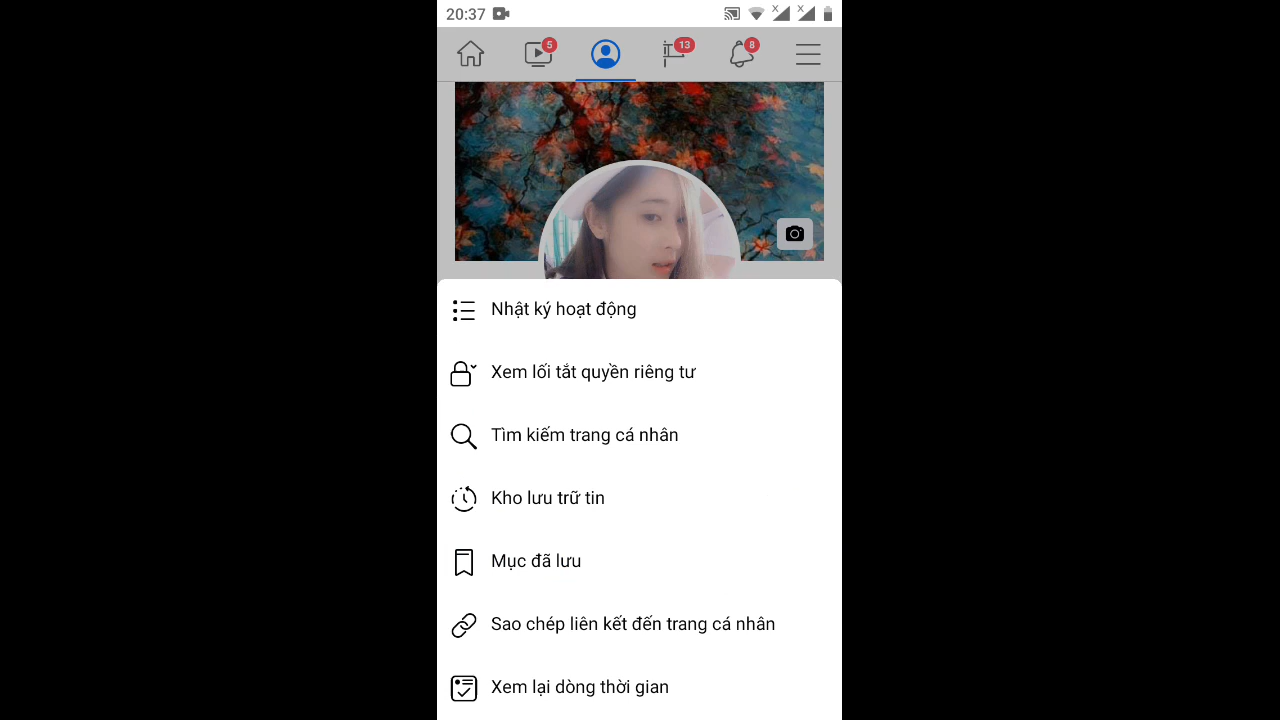 20:37
5
13
8
Nhật ký hoạt động
Xem lối tắt quyền riêng tư
Tìm kiếm trang cá nhân
Kho lưu trữ tin
Mục đã lưu
Sao chép liên kết đến trang cá nhân
Xem lại dòng thời gian